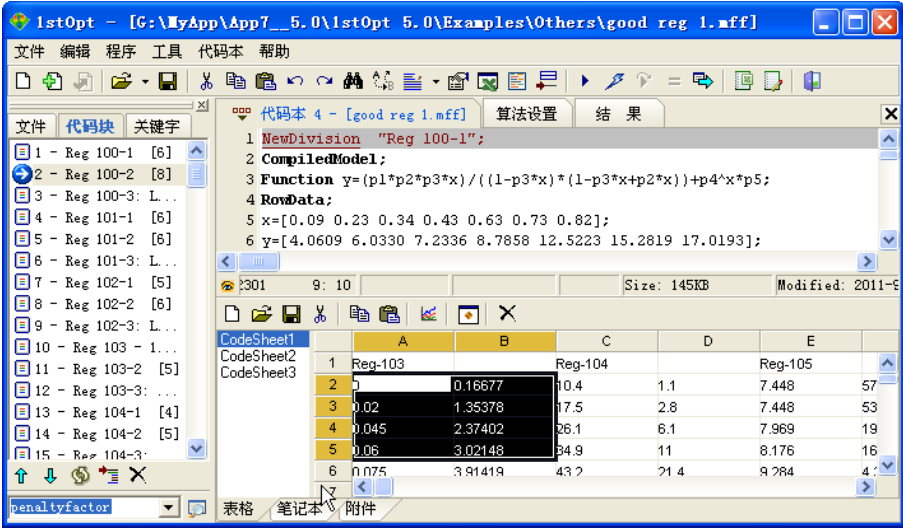 1stOpt - [G:\MyApp\App7__5.0\1stOpt 5.0\Examples\Others\good reg 1.mff]
文件 编辑 程序 工具 代码本 帮助
文件 代码块 关键字
1 - Reg 100-1 [6]
2 - Reg 100-2 [8]
3 - Reg 100-3: L...
4 - Reg 101-1 [6]
5 - Reg 101-2 [6]
6 - Reg 101-3: L...
7 - Reg 102-1 [5]
8 - Reg 102-2 [6]
9 - Reg 102-3: L...
10 - Reg 103 - 1...
11 - Reg 103-2 [5]
12 - Reg 103-3: ...
13 - Reg 104-1 [4]
14 - Reg 104-2 [5]
15 - Reg 104-3:
penaltyfactor
代码本 4 - [good reg 1.mff] 算法设置 结 果
1 NewDivision "Reg 100-1";
2 CompiledModel;
3 Function y=(p1*p2*p3*x)/((1-p3*x)*(1-p3*x+p2*x))+p4^x*p5;
4 RowData;
5 x=[0.09 0.23 0.34 0.43 0.63 0.73 0.82];
6 y=[4.0609 6.0330 7.2336 8.7858 12.5223 15.2819 17.0193];
2301 9: 10 Size: 145KB Modified: 2011-
CodeSheet1
CodeSheet2
CodeSheet3
A B C D E
1 Reg-103 Reg-104 Reg-105
2 0 0.16677 10.4 1.1 7.448 57
3 0.02 1.35378 17.5 2.8 7.448 53
4 0.045 2.37402 26.1 6.1 7.969 19
5 0.06 3.02148 34.9 11 8.176 16
6 0.075 3.91419 43.2 21.4 9.284
7
表格 笔记本 附件